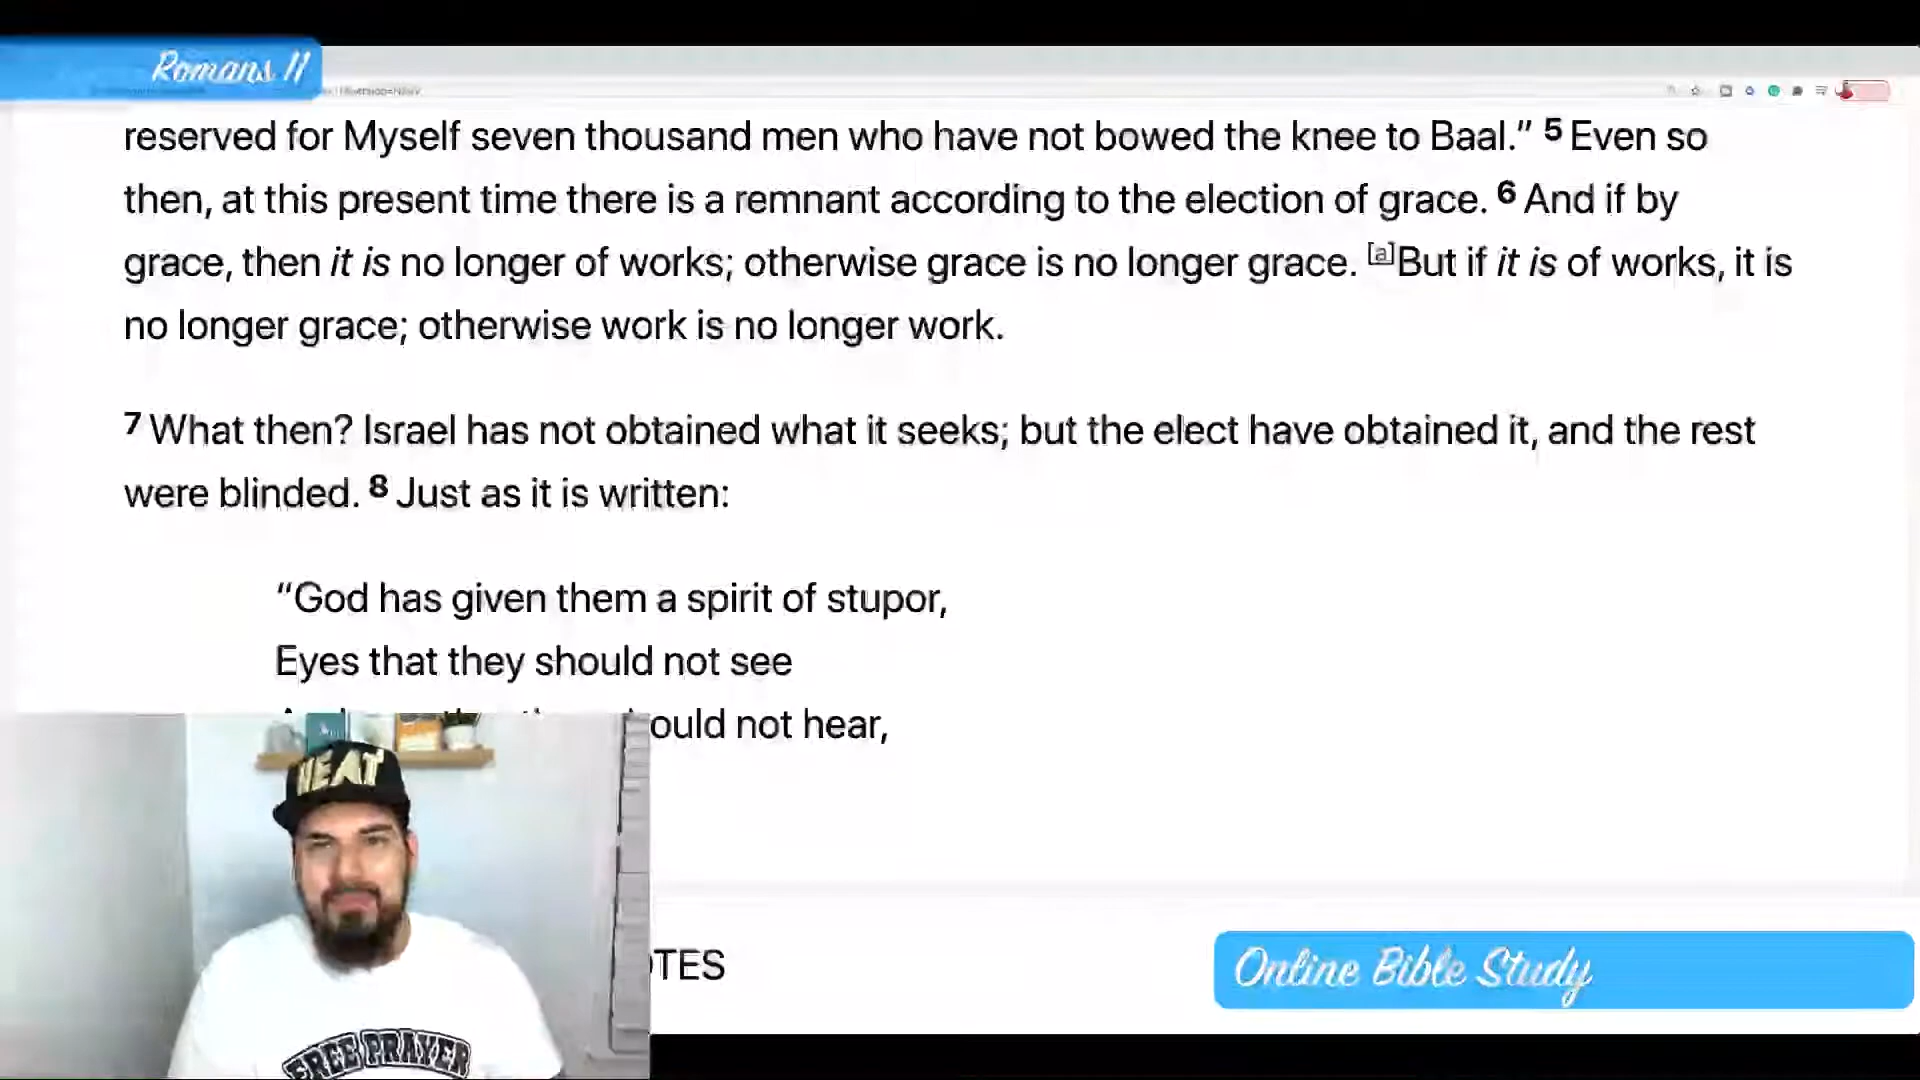 Romans 11
reserved for Myself seven thousand men who have not bowed the knee to Baal.” 5 Even so
then, at this present time there is a remnant according to the election of grace. 6 And if by
grace, then it is no longer of works; otherwise grace is no longer grace. [a]But if it is of works, it is
no longer grace; otherwise work is no longer work.
7 What then? Israel has not obtained what it seeks; but the elect have obtained it, and the rest
were blinded. 8 Just as it is written:
“God has given them a spirit of stupor,
Eyes that they should not see
not hear,
HEAT
FREE PRAYER
Online Bible Study